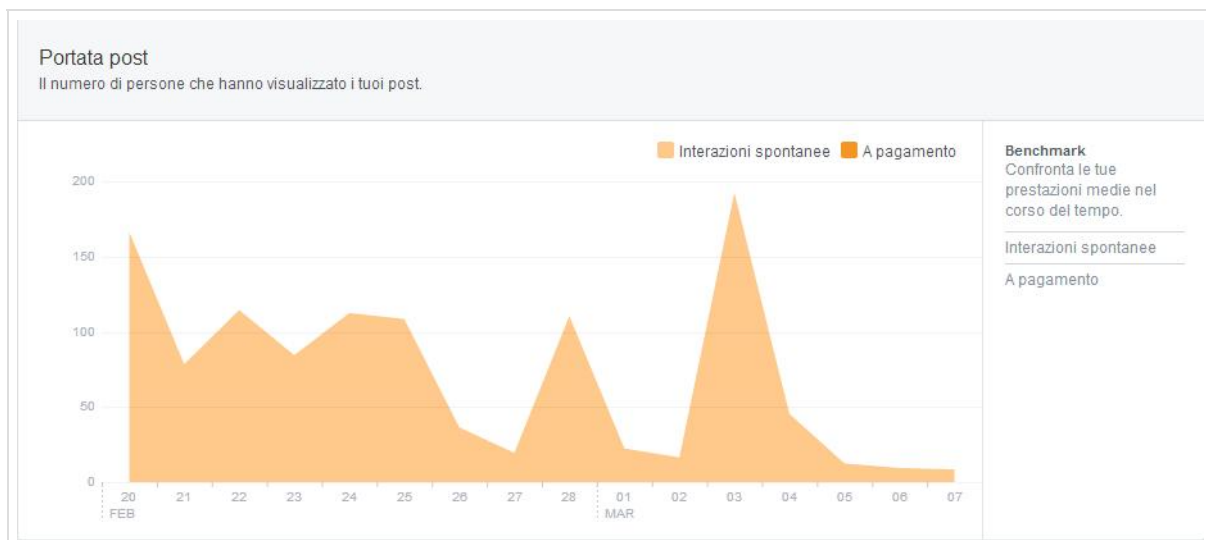 Portata post
Il numero di persone che hanno visualizzato i tuoi post.
Interazioni spontanee A pagamento
Benchmark
Confronta le tue
prestazioni medie nel
corso del tempo.
Interazioni spontanee
A pagamento
200
150
100
50
0
20 21 22 23 24 25 26 27 28 01 02 03 04 05 06 07
FEB MAR